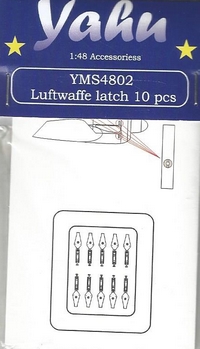 Yahu
1:48 Accessoriess
YMS4802
Luftwaffe latch 10 pcs